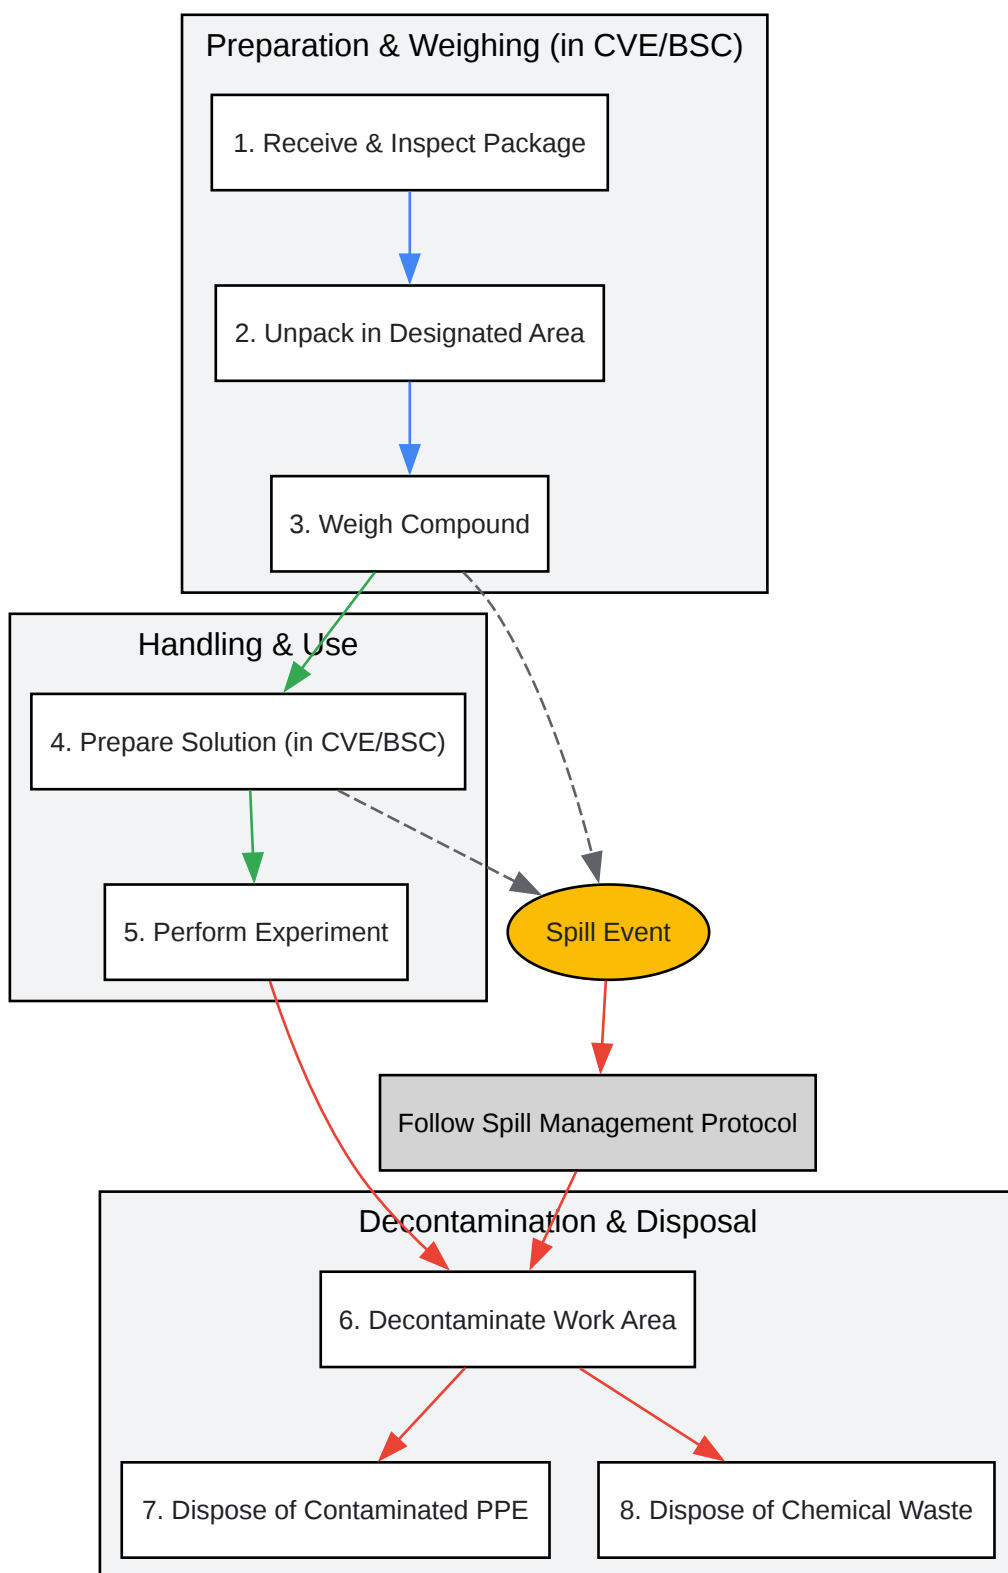 Preparation & Weighing (in CVE/BSC)
1. Receive & Inspect Package
2. Unpack in Designated Area
3. Weigh Compound
Handling & Use
4. Prepare Solution (in CVE/BSC)
5. Perform Experiment
Spill Event
Follow Spill Management Protocol
Decontamination & Disposal
6. Decontaminate Work Area
7. Dispose of Contaminated PPE
8. Dispose of Chemical Waste